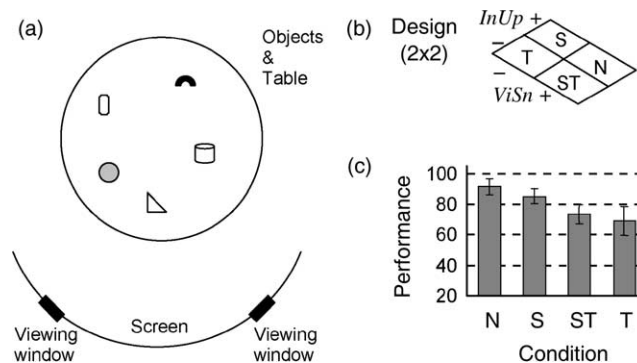 (a)
Objects
&
Table
Viewing
window
Screen
Viewing
window
(b)
Design
(2x2)
InUp +
–
–
ViSn +
S
T
N
ST
(c)
Performance
100
80
60
40
20
N S ST T
Condition